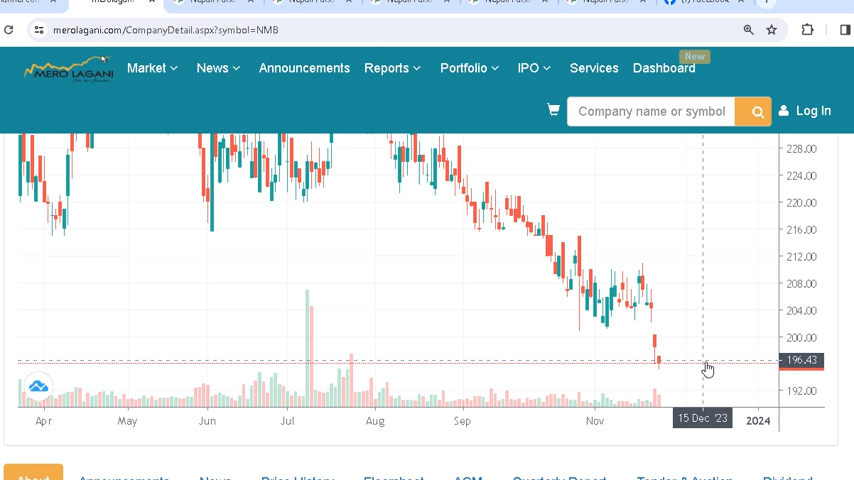 merolagani.com/CompanyDetail.aspx?symbol=NMB
MERO LAGANI
Market News Announcements Reports Portfolio IPO Services Dashboard New
Company name or symbol Log In
228.00
224.00
220.00
216.00
212.00
208.00
204.00
200.00
196.43
192.00
Apr May Jun Jul Aug Sep Nov 15 Dec '23 2024
About Announcements News Price History Floorsheet AGM Quarterly Report Tender & Auction Dividend